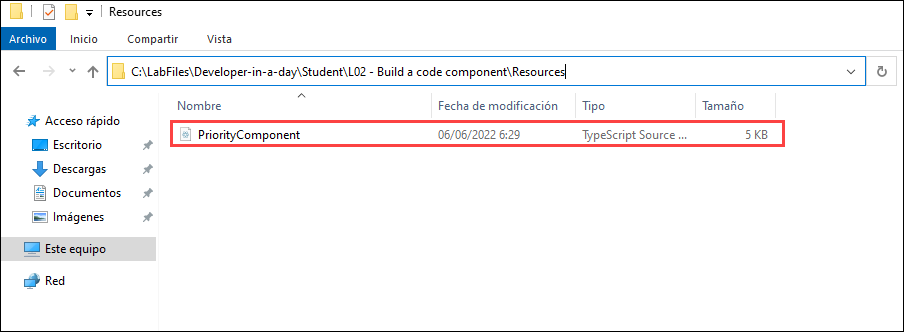 Resources
Archivo Inicio Compartir Vista
C:\LabFiles\Developer-in-a-day\Student\L02 - Build a code component\Resources
Nombre Fecha de modificación Tipo Tamaño
PriorityComponent 06/06/2022 6:29 TypeScript Source ... 5 KB
Acceso rápido
Escritorio
Descargas
Documentos
Imágenes
Este equipo
Red